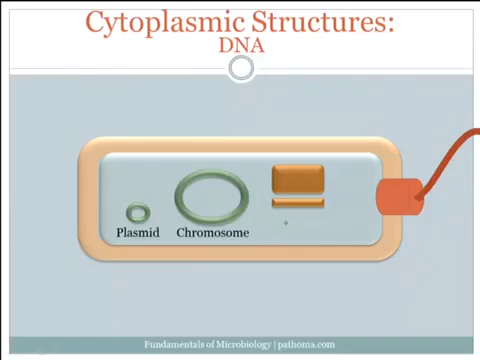 Cytoplasmic Structures:
DNA
Plasmid
Chromosome
Fundamentals of Microbiology | pathoma.com